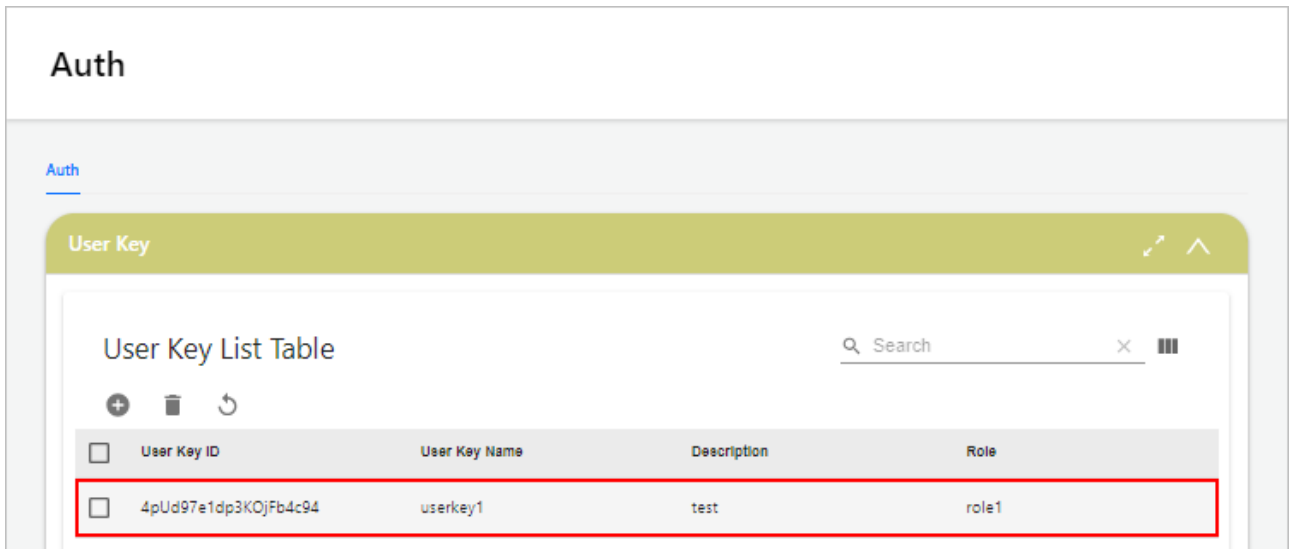 Auth
Auth
User Key
User Key List Table
Search
User Key ID User Key Name Description Role
4pUd97e1dp3KOjFb4c94 userkey1 test role1